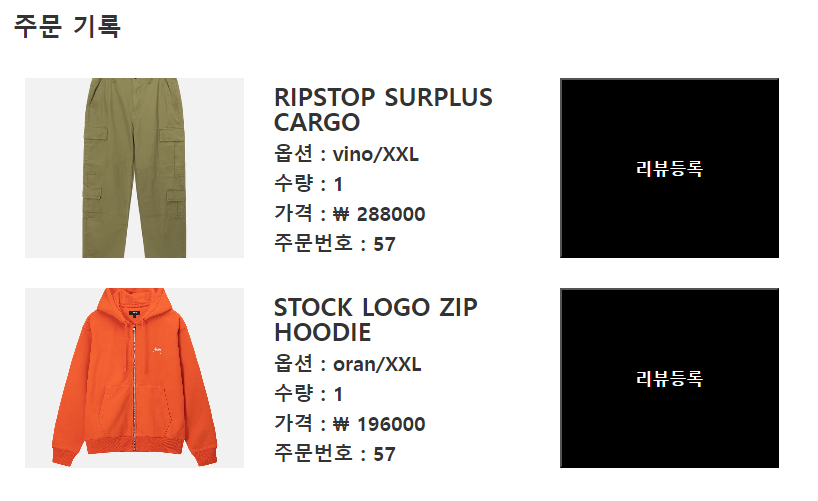 주문 기록
RIPSTOP SURPLUS
CARGO
옵션 : vino/XXL
수량 : 1
가격 : ₩ 288000
주문번호 : 57
리뷰등록
STOCK LOGO ZIP
HOODIE
옵션 : oran/XXL
수량 : 1
가격 : ₩ 196000
주문번호 : 57
리뷰등록